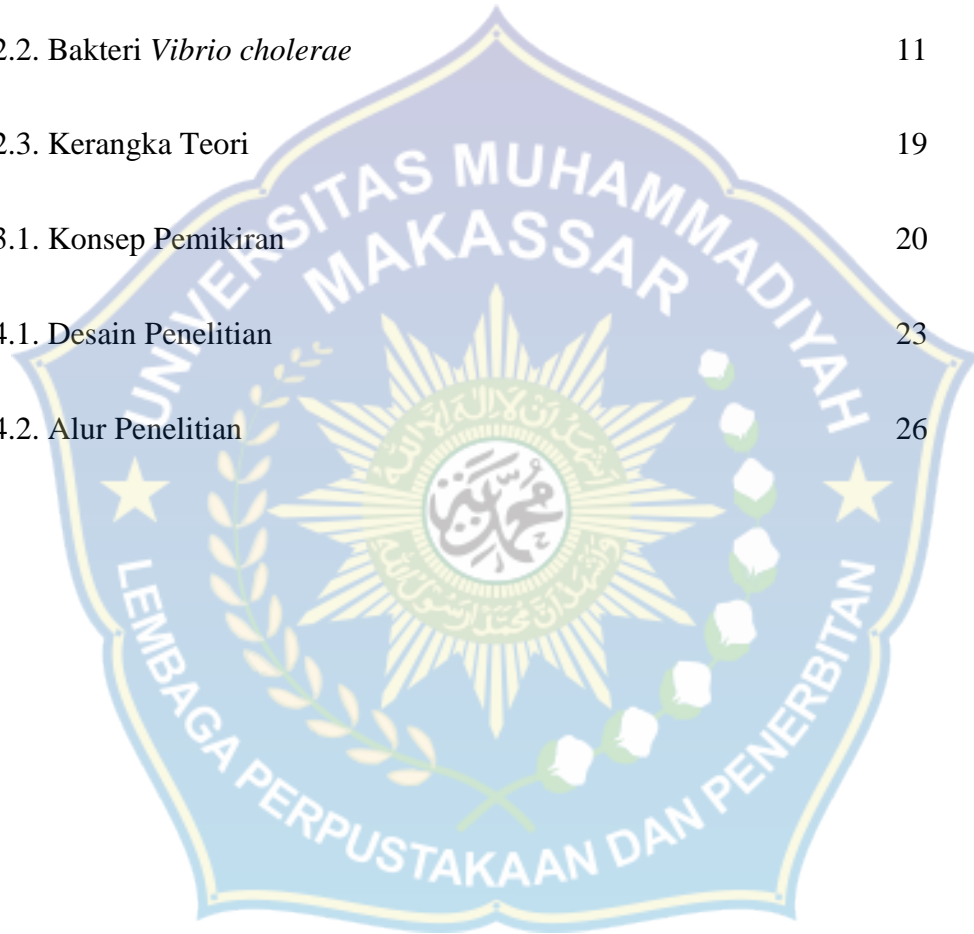 2.2. Bakteri Vibrio cholerae 11
2.3. Kerangka Teori 19
UNIVERSITAS MUHAMMADIYAH
MAKASSAR
3.1. Konsep Pemikiran 20
4.1. Desain Penelitian 23
4.2. Alur Penelitian 26
LEMBAGA PERPUSTAKAAN DAN PENERBITAN